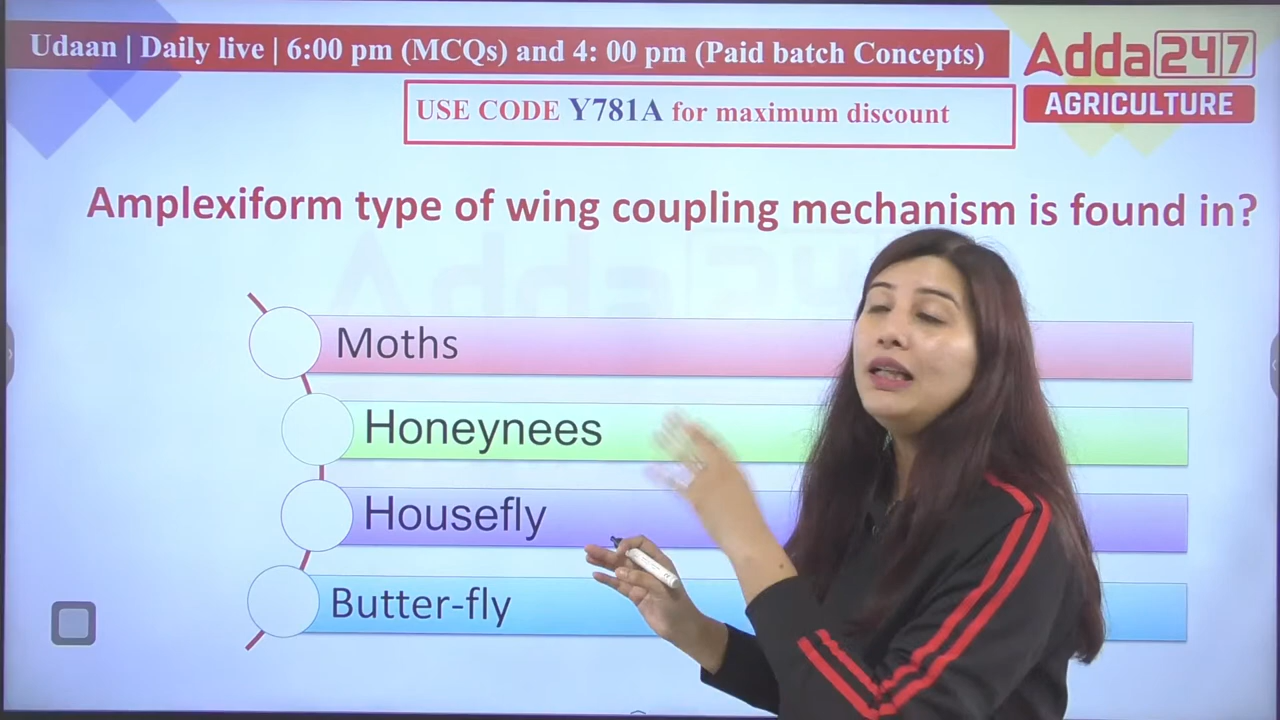 Udaan | Daily live | 6:00 pm (MCQs) and 4: 00 pm (Paid batch Concepts)
Adda247
AGRICULTURE
USE CODE Y781A for maximum discount
Amplexiform type of wing coupling mechanism is found in?
Moths
Honeynees
Housefly
Butter-fly